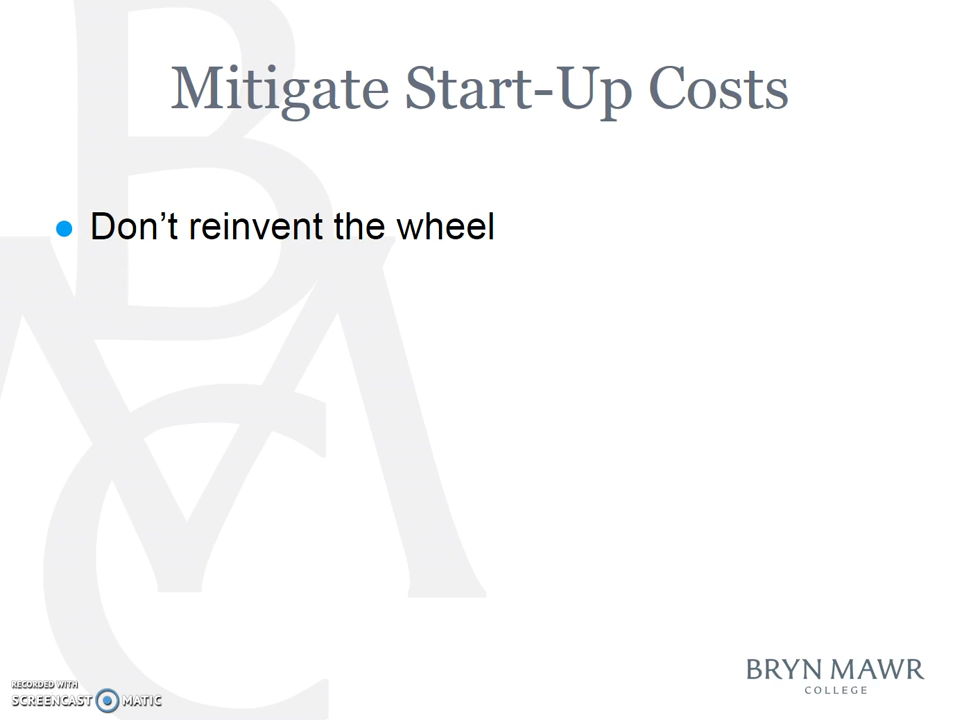 Mitigate Start-Up Costs
Don't reinvent the wheel
BRYN MAWR
COLLEGE
RECORDED WITH
SCREENCAST MATIC